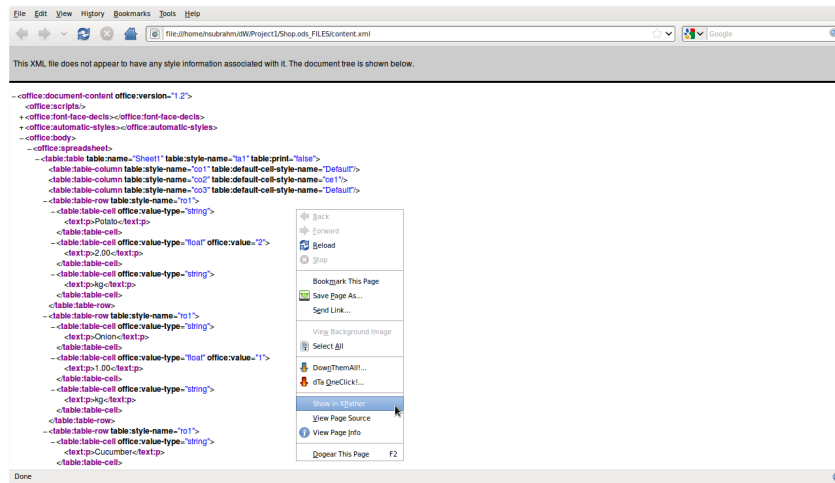 File Edit View History Bookmarks Tools Help
file:///home/nsubrahm/dW/Project1/Shop.ods_FILES/content.xml
Google
This XML file does not appear to have any style information associated with it. The document tree is shown below.
−<office:document-content office:version="1.2">
<office:scripts/>
+<office:font-face-decls></office:font-face-decls>
+<office:automatic-styles></office:automatic-styles>
−<office:body>
−<office:spreadsheet>
−<table:table table:name="Sheet1" table:style-name="ta1" table:print="false">
<table:table-column table:style-name="co1" table:default-cell-style-name="Default"/>
<table:table-column table:style-name="co2" table:default-cell-style-name="ce1"/>
<table:table-column table:style-name="co3" table:default-cell-style-name="Default"/>
−<table:table-row table:style-name="ro1">
−<table:table-cell office:value-type="string">
<text:p>Potato</text:p>
</table:table-cell>
−<table:table-cell office:value-type="float" office:value="2">
<text:p>2.00</text:p>
</table:table-cell>
−<table:table-cell office:value-type="string">
<text:p>kg</text:p>
</table:table-cell>
</table:table-row>
−<table:table-row table:style-name="ro1">
−<table:table-cell office:value-type="string">
<text:p>Onion</text:p>
</table:table-cell>
−<table:table-cell office:value-type="float" office:value="1">
<text:p>1.00</text:p>
</table:table-cell>
−<table:table-cell office:value-type="string">
<text:p>kg</text:p>
</table:table-cell>
</table:table-row>
−<table:table-row table:style-name="ro1">
−<table:table-cell office:value-type="string">
<text:p>Cucumber</text:p>
</table:table-cell>
Back
Forward
Reload
Stop
Bookmark This Page
Save Page As...
Send Link...
View Background Image
Select All
DownThemAll!...
dTa OneClick!...
Show in XPather
View Page Source
View Page Info
Dogear This Page F2
Done